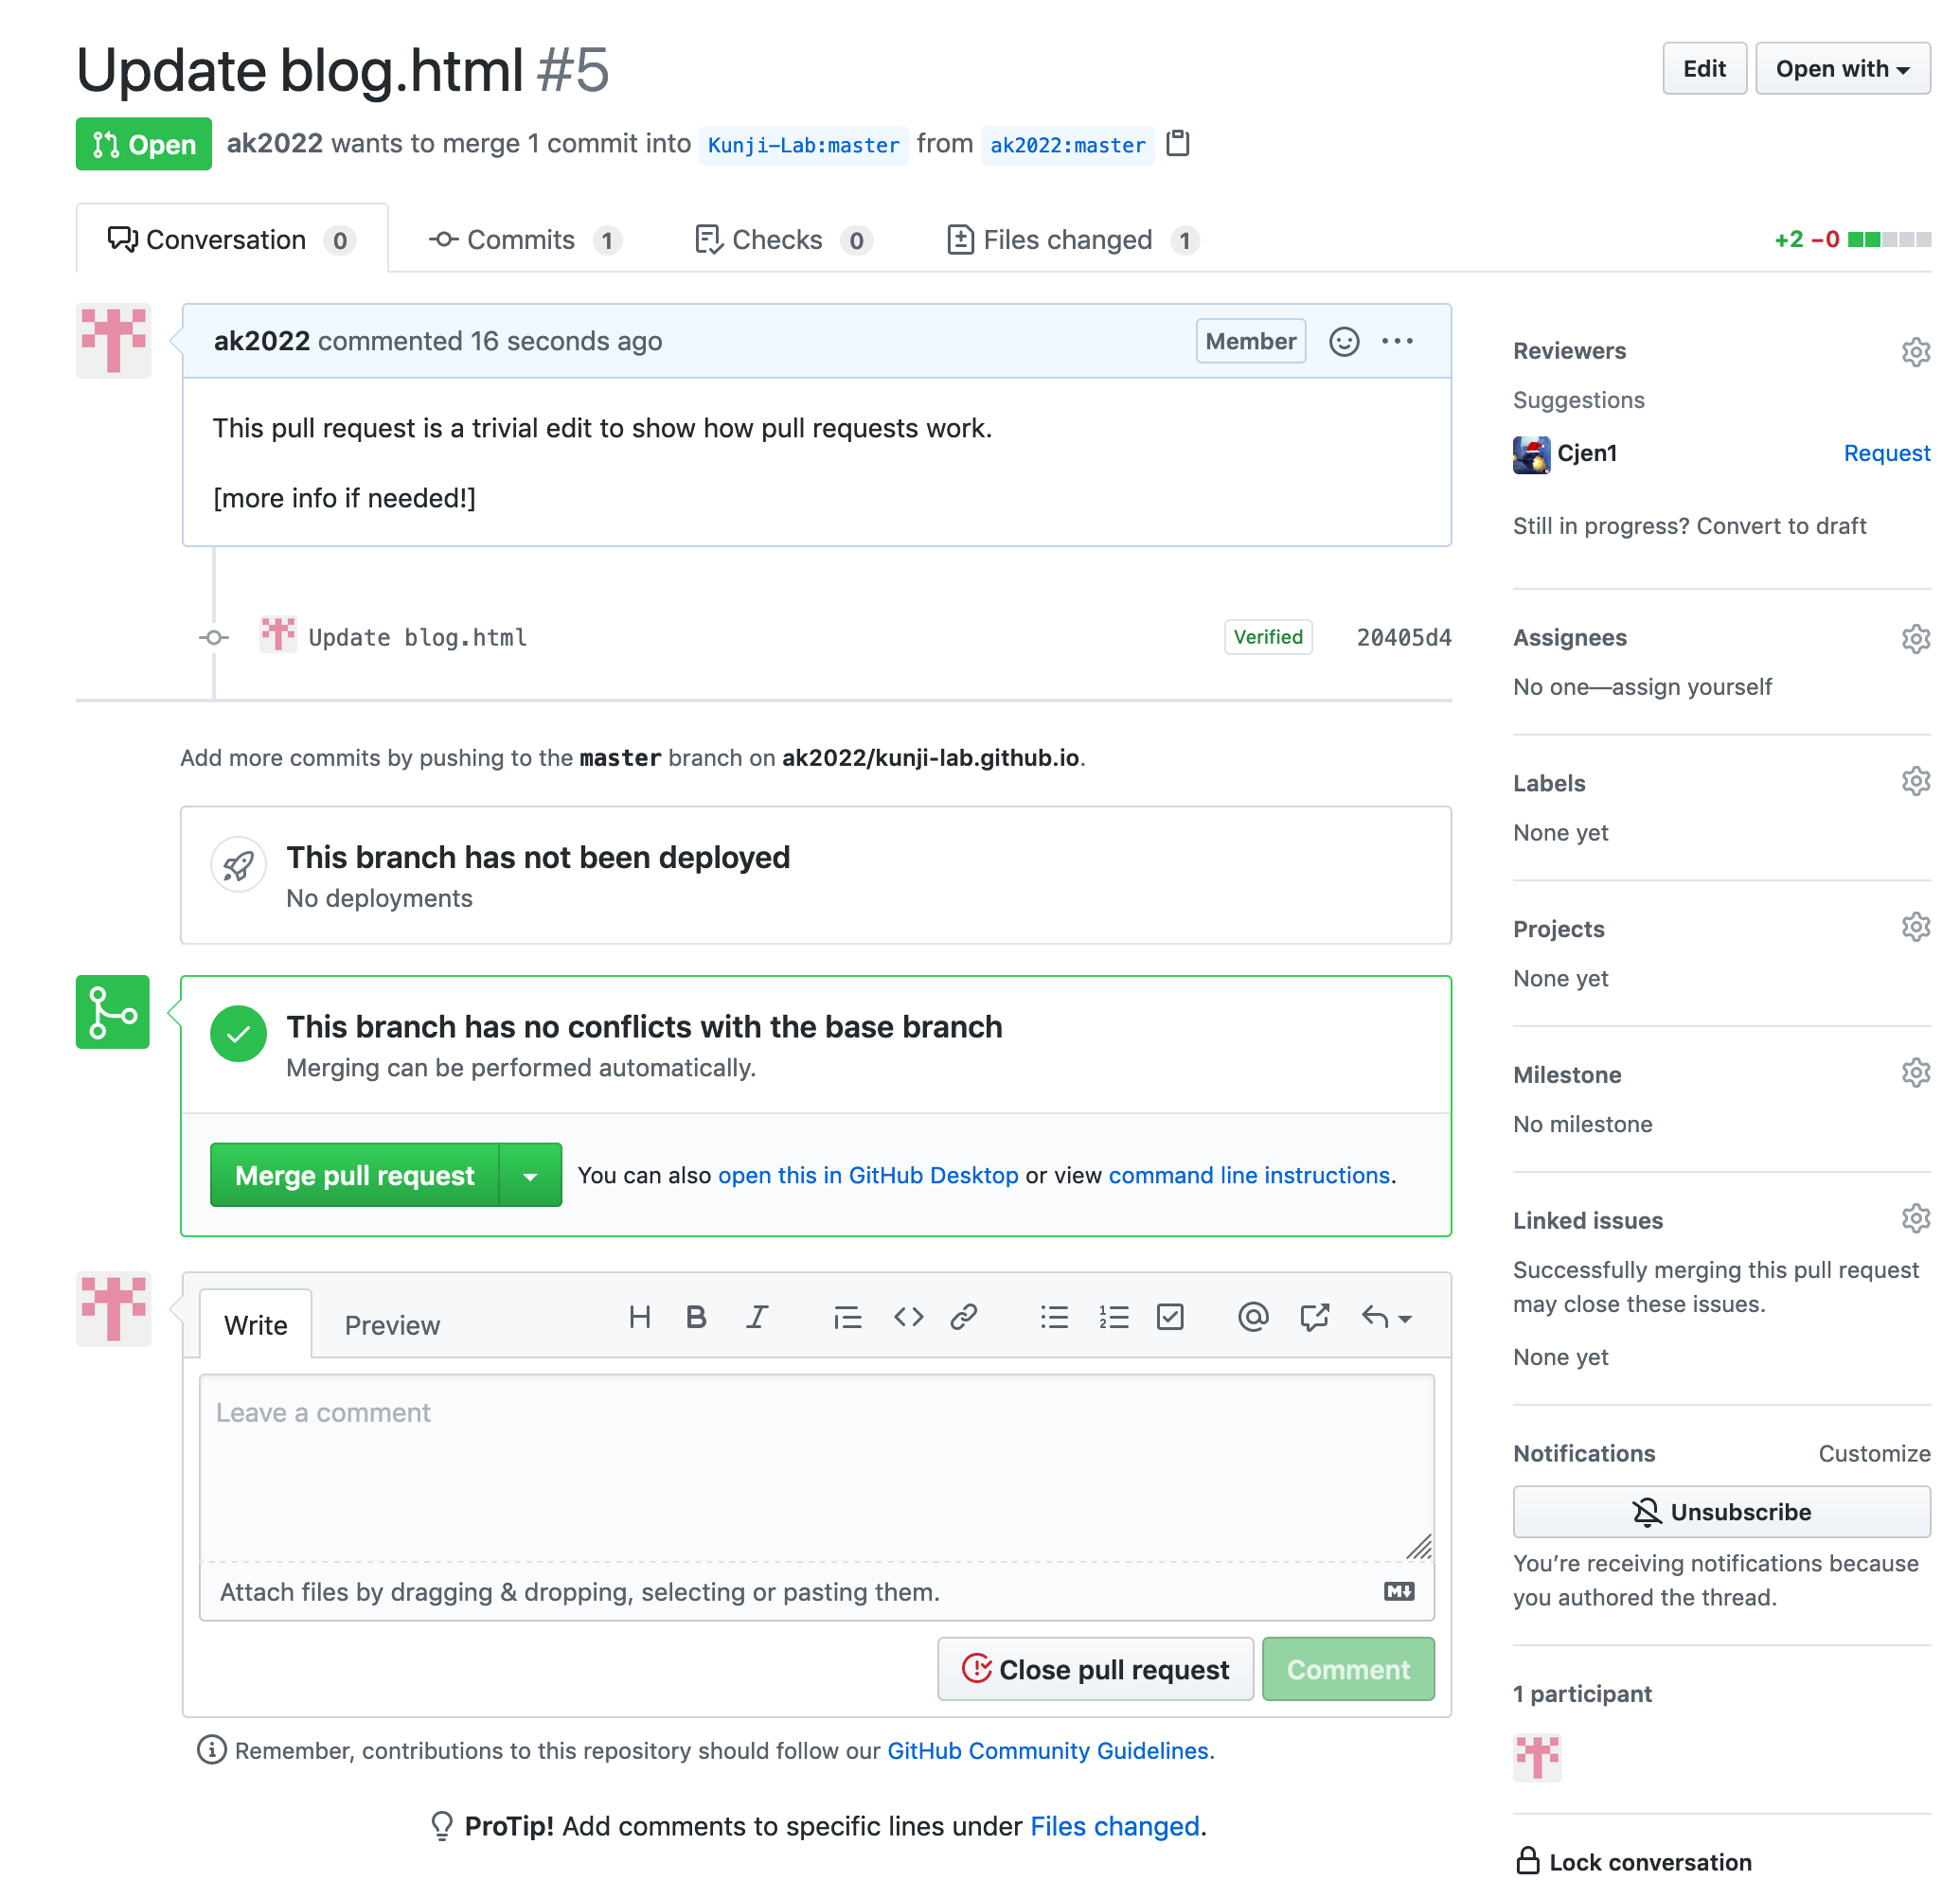 Update blog.html #5
Edit
Open with
Open
ak2022 wants to merge 1 commit into Kunji-Lab:master from ak2022:master
Conversation 0
Commits 1
Checks 0
Files changed 1
+2 −0
ak2022 commented 16 seconds ago
Member
This pull request is a trivial edit to show how pull requests work.
[more info if needed!]
Update blog.html
Verified
20405d4
Add more commits by pushing to the master branch on ak2022/kunji-lab.github.io.
This branch has not been deployed
No deployments
This branch has no conflicts with the base branch
Merging can be performed automatically.
Merge pull request
You can also open this in GitHub Desktop or view command line instructions.
Write
Preview
Leave a comment
Attach files by dragging & dropping, selecting or pasting them.
Close pull request
Comment
Remember, contributions to this repository should follow our GitHub Community Guidelines.
ProTip! Add comments to specific lines under Files changed.
Reviewers
Suggestions
Cjen1
Request
Still in progress? Convert to draft
Assignees
No one—assign yourself
Labels
None yet
Projects
None yet
Milestone
No milestone
Linked issues
Successfully merging this pull request
may close these issues.
None yet
Notifications
Customize
Unsubscribe
You’re receiving notifications because
you authored the thread.
1 participant
Lock conversation